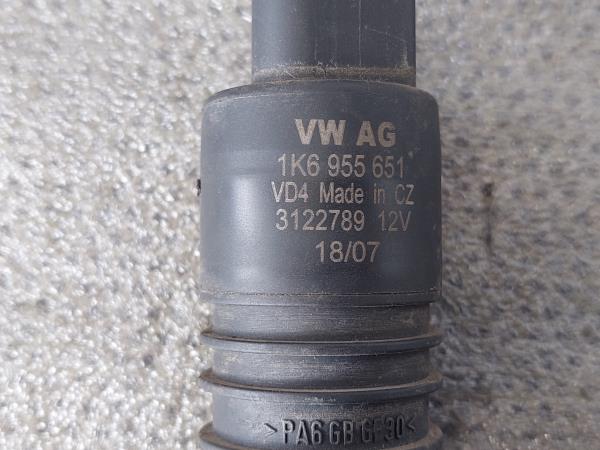 VW AG
1K6 955 651
VD4 Made in CZ
3122789 12V
18/07
>PA6 GB GF30<